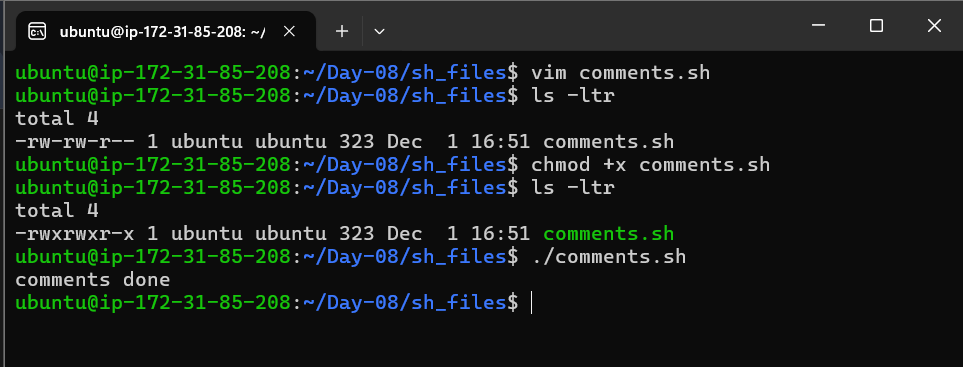 ubuntu@ip-172-31-85-208: ~/
ubuntu@ip-172-31-85-208:~/Day-08/sh_files$ vim comments.sh
ubuntu@ip-172-31-85-208:~/Day-08/sh_files$ ls -ltr
total 4
-rw-rw-r-- 1 ubuntu ubuntu 323 Dec  1 16:51 comments.sh
ubuntu@ip-172-31-85-208:~/Day-08/sh_files$ chmod +x comments.sh
ubuntu@ip-172-31-85-208:~/Day-08/sh_files$ ls -ltr
total 4
-rwxrwxr-x 1 ubuntu ubuntu 323 Dec  1 16:51 comments.sh
ubuntu@ip-172-31-85-208:~/Day-08/sh_files$ ./comments.sh
comments done
ubuntu@ip-172-31-85-208:~/Day-08/sh_files$